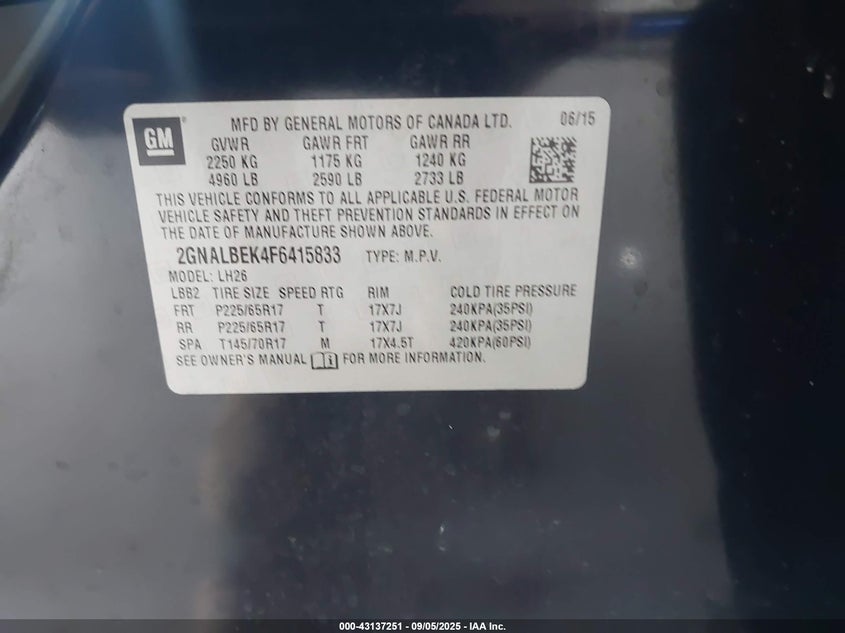 GM
MFD BY GENERAL MOTORS OF CANADA LTD. 06/15
GVWR GAWR FRT GAWR RR
2250 KG 1175 KG 1240 KG
4960 LB 2590 LB 2733 LB
THIS VEHICLE CONFORMS TO ALL APPLICABLE U.S. FEDERAL MOTOR
VEHICLE SAFETY AND THEFT PREVENTION STANDARDS IN EFFECT ON
THE DATE OF MANUFACTURE SHOWN ABOVE.
2GNALBEK4F6415833 TYPE: M.P.V.
MODEL: LH26
LBB2 TIRE SIZE SPEED RTG RIM COLD TIRE PRESSURE
FRT P225/65R17 T 17X7J 240KPA(35PSI)
RR P225/65R17 T 17X7J 240KPA(35PSI)
SPA T145/70R17 M 17X4.5T 420KPA(60PSI)
SEE OWNER'S MANUAL FOR MORE INFORMATION.
000-43137251 - 09/05/2025 - IAA Inc.